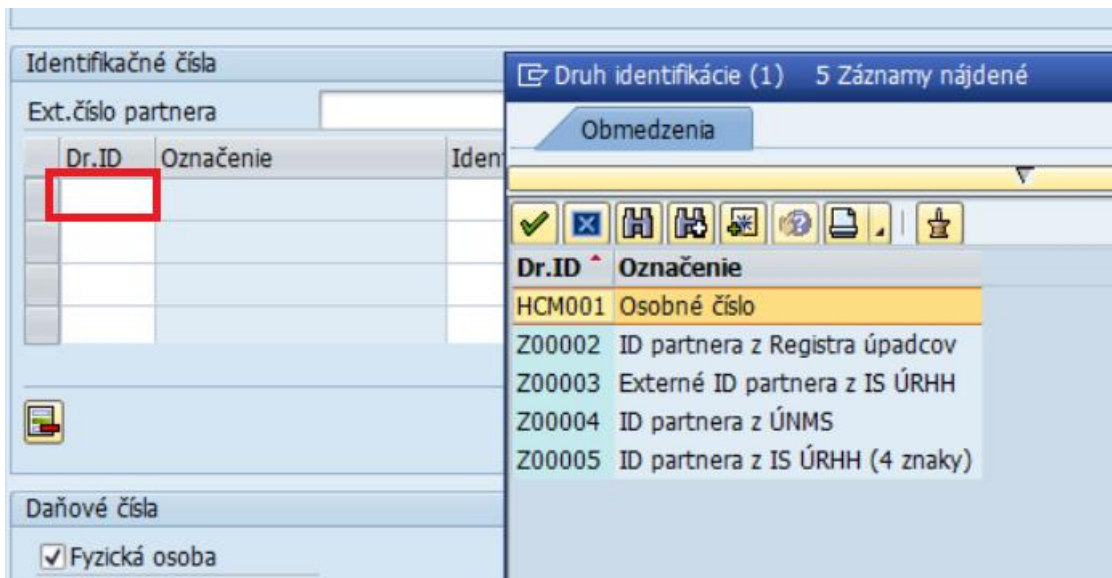 Identifikačné čísla
Ext.číslo partnera
Dr.ID Označenie
Daňové čísla
Fyzická osoba
Druh identifikácie (1) 5 Záznamy nájdené
Obmedzenia
Dr.ID Označenie
HCM001 Osobné číslo
Z00002 ID partnera z Registra úpadcov
Z00003 Externé ID partnera z IS ÚRHH
Z00004 ID partnera z ÚNMS
Z00005 ID partnera z IS ÚRHH (4 znaky)